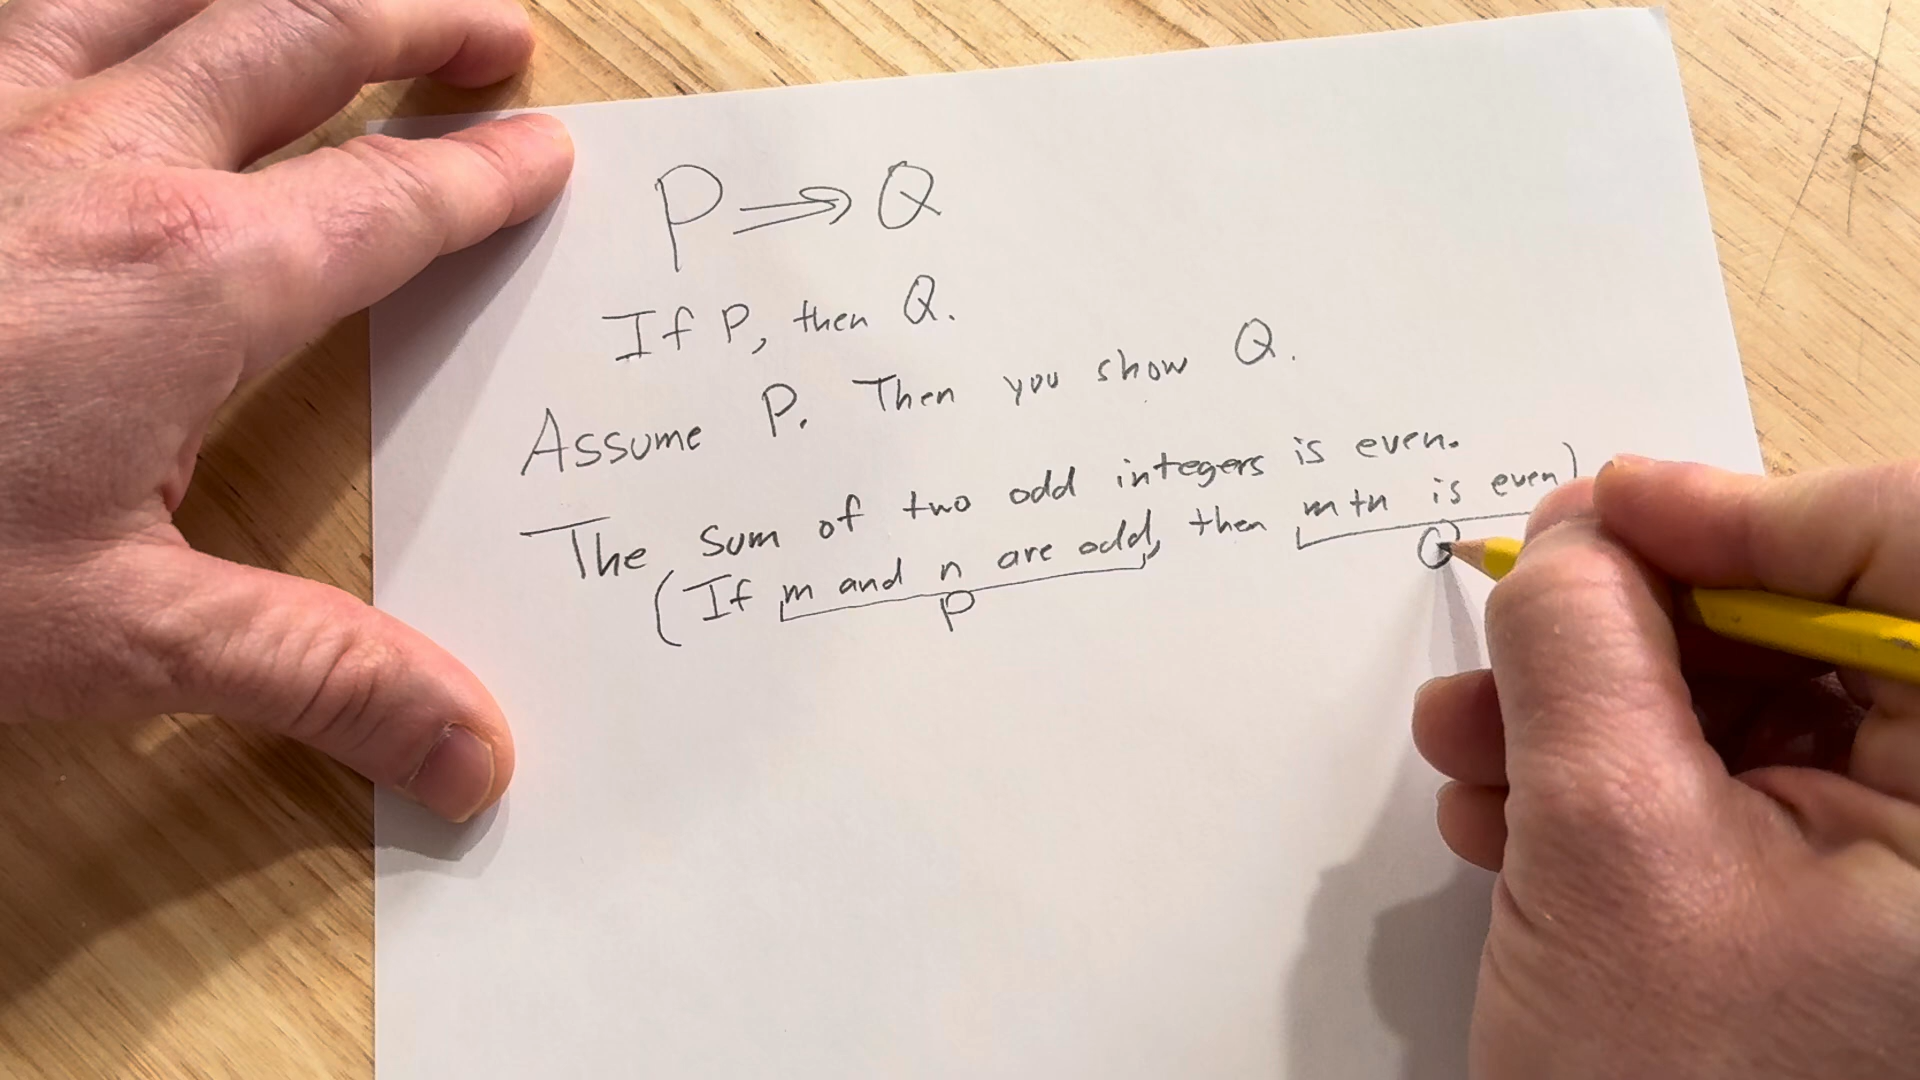 P ⇒ Q
If P, then Q.
Assume P. Then you show Q.
The sum of two odd integers is even.
(If m and n are odd, then m+n is even)
P Q